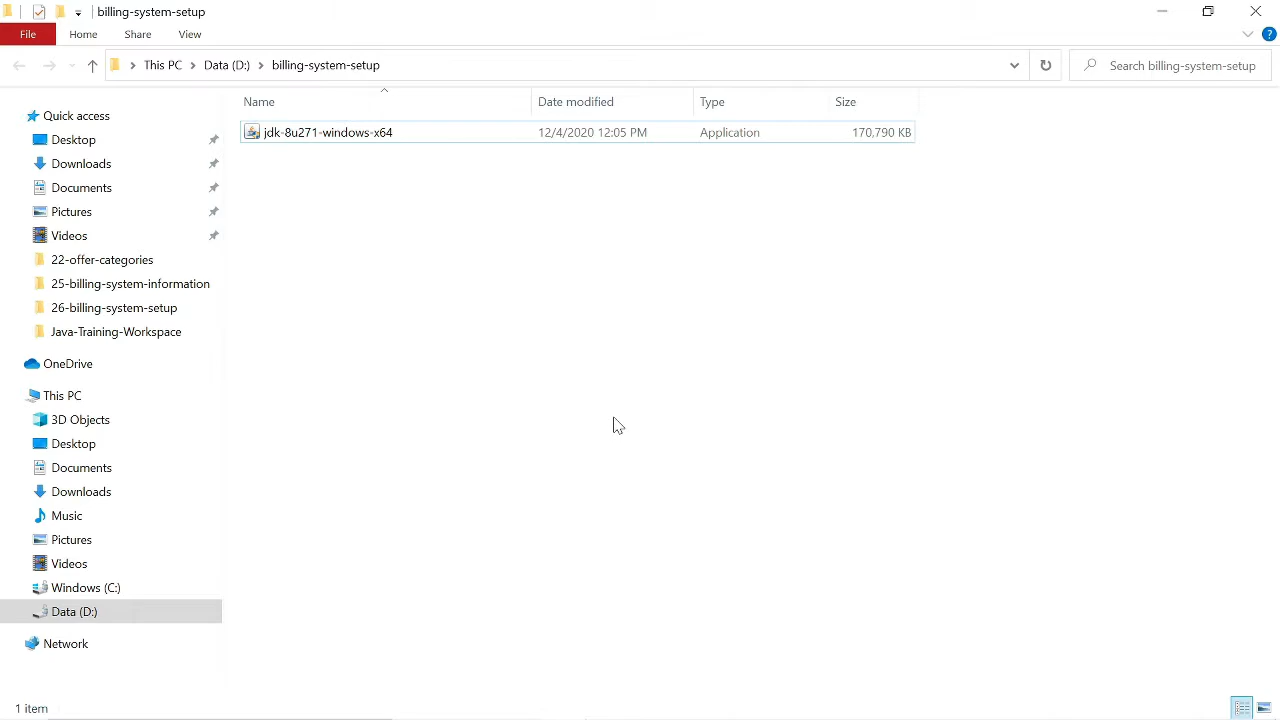 billing-system-setup
File Home Share View
This PC Data (D:) billing-system-setup
Search billing-system-setup
Name Date modified Type Size
jdk-8u271-windows-x64 12/4/2020 12:05 PM Application 170,790 KB
Quick access
Desktop
Downloads
Documents
Pictures
Videos
22-offer-categories
25-billing-system-information
26-billing-system-setup
Java-Training-Workspace
OneDrive
This PC
3D Objects
Desktop
Documents
Downloads
Music
Pictures
Videos
Windows (C:)
Data (D:)
Network
1 item